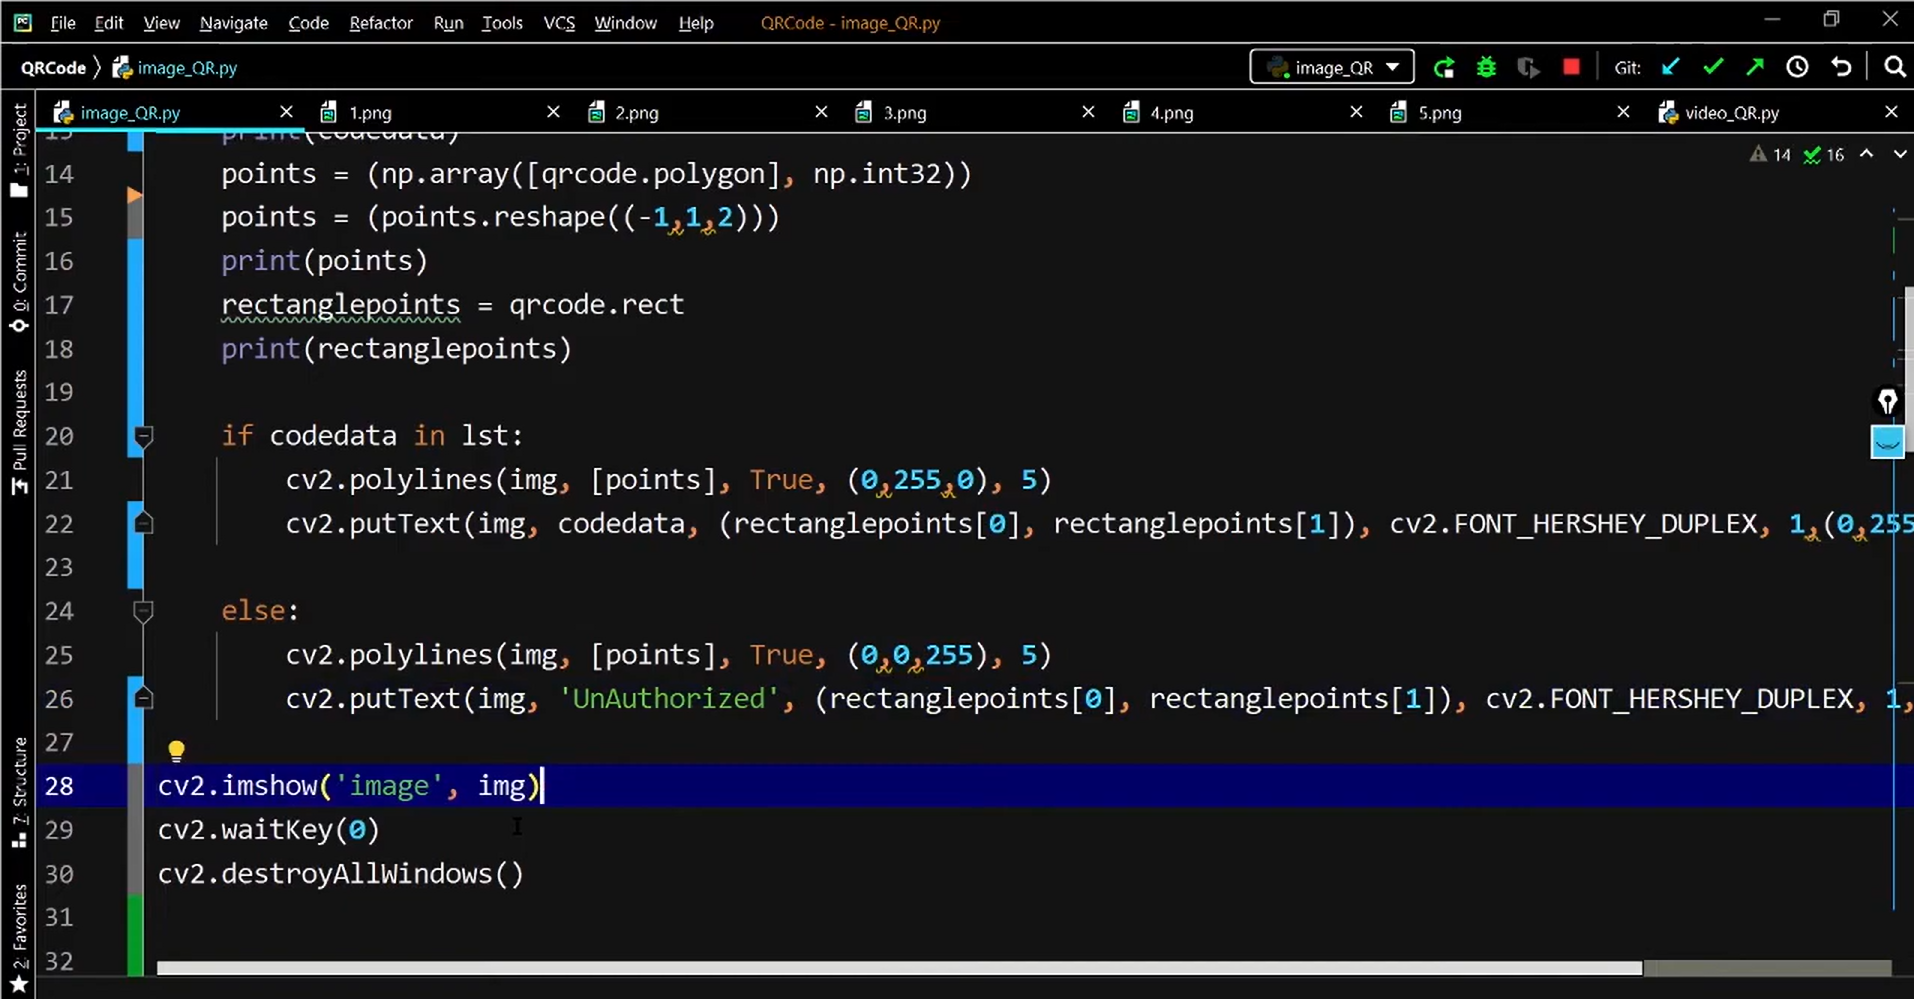 File Edit View Navigate Code Refactor Run Tools VCS Window Help QRCode - image_QR.py
QRCode image_QR.py image_QR Git:
image_QR.py 1.png 2.png 3.png 4.png 5.png video_QR.py
14 16
1: Project
0: Commit
Pull Requests
7: Structure
2: Favorites
13 print(codedata)
14 points = (np.array([qrcode.polygon], np.int32))
15 points = (points.reshape((-1,1,2)))
16 print(points)
17 rectanglepoints = qrcode.rect
18 print(rectanglepoints)
19
20 if codedata in lst:
21 cv2.polylines(img, [points], True, (0,255,0), 5)
22 cv2.putText(img, codedata, (rectanglepoints[0], rectanglepoints[1]), cv2.FONT_HERSHEY_DUPLEX, 1,(0,255
23
24 else:
25 cv2.polylines(img, [points], True, (0,0,255), 5)
26 cv2.putText(img, 'UnAuthorized', (rectanglepoints[0], rectanglepoints[1]), cv2.FONT_HERSHEY_DUPLEX, 1,
27
28 cv2.imshow('image', img)
29 cv2.waitKey(0)
30 cv2.destroyAllWindows()
31
32